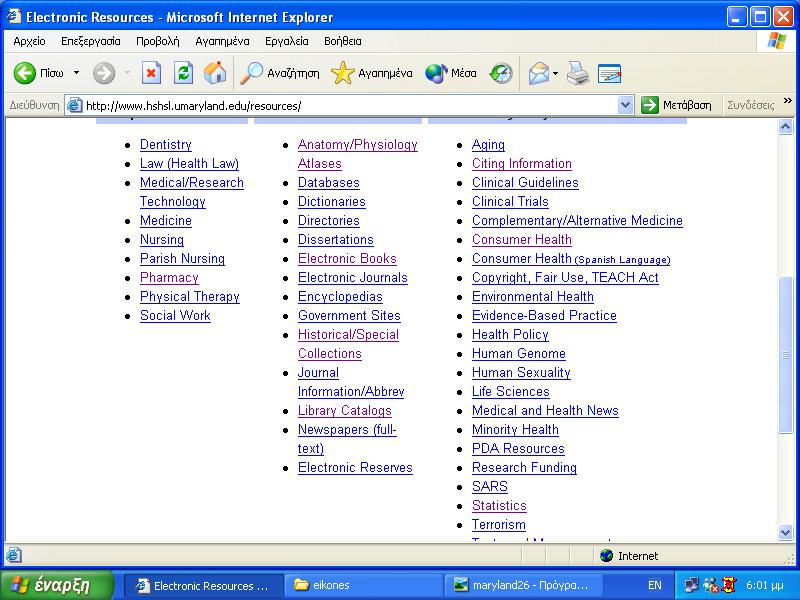 Electronic Resources - Microsoft Internet Explorer
Αρχείο Επεξεργασία Προβολή Αγαπημένα Εργαλεία Βοήθεια
Πίσω Αναζήτηση Αγαπημένα Μέσα
Διεύθυνση http://www.hshsl.umaryland.edu/resources/ Μετάβαση Συνδέσεις »
Dentistry
Law (Health Law)
Medical/Research
Technology
Medicine
Nursing
Parish Nursing
Pharmacy
Physical Therapy
Social Work
Anatomy/Physiology
Atlases
Databases
Dictionaries
Directories
Dissertations
Electronic Books
Electronic Journals
Encyclopedias
Government Sites
Historical/Special
Collections
Journal
Information/Abbrev
Library Catalogs
Newspapers (full-
text)
Electronic Reserves
Aging
Citing Information
Clinical Guidelines
Clinical Trials
Complementary/Alternative Medicine
Consumer Health
Consumer Health (Spanish Language)
Copyright, Fair Use, TEACH Act
Environmental Health
Evidence-Based Practice
Health Policy
Human Genome
Human Sexuality
Life Sciences
Medical and Health News
Minority Health
PDA Resources
Research Funding
SARS
Statistics
Terrorism
Internet
έναρξη Electronic Resources ... eikones maryland26 - Πρόγρα... EN 6:01 μμ